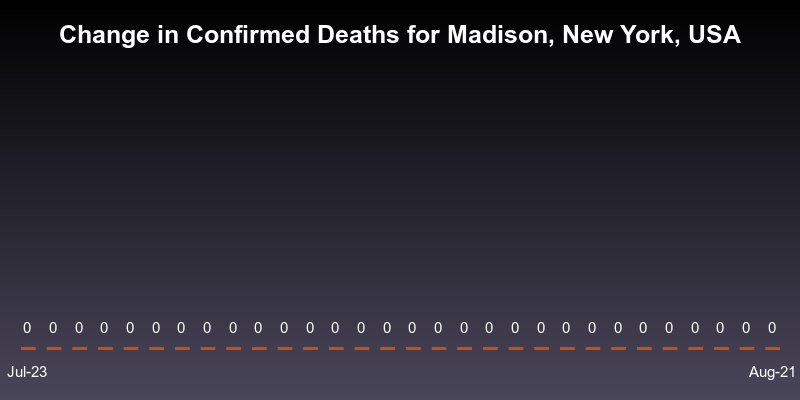 Change in Confirmed Deaths for Madison, New York, USA
0 0 0 0 0 0 0 0 0 0 0 0 0 0 0 0 0 0 0 0 0 0 0 0 0 0 0 0 0 0
Jul-23 Aug-21